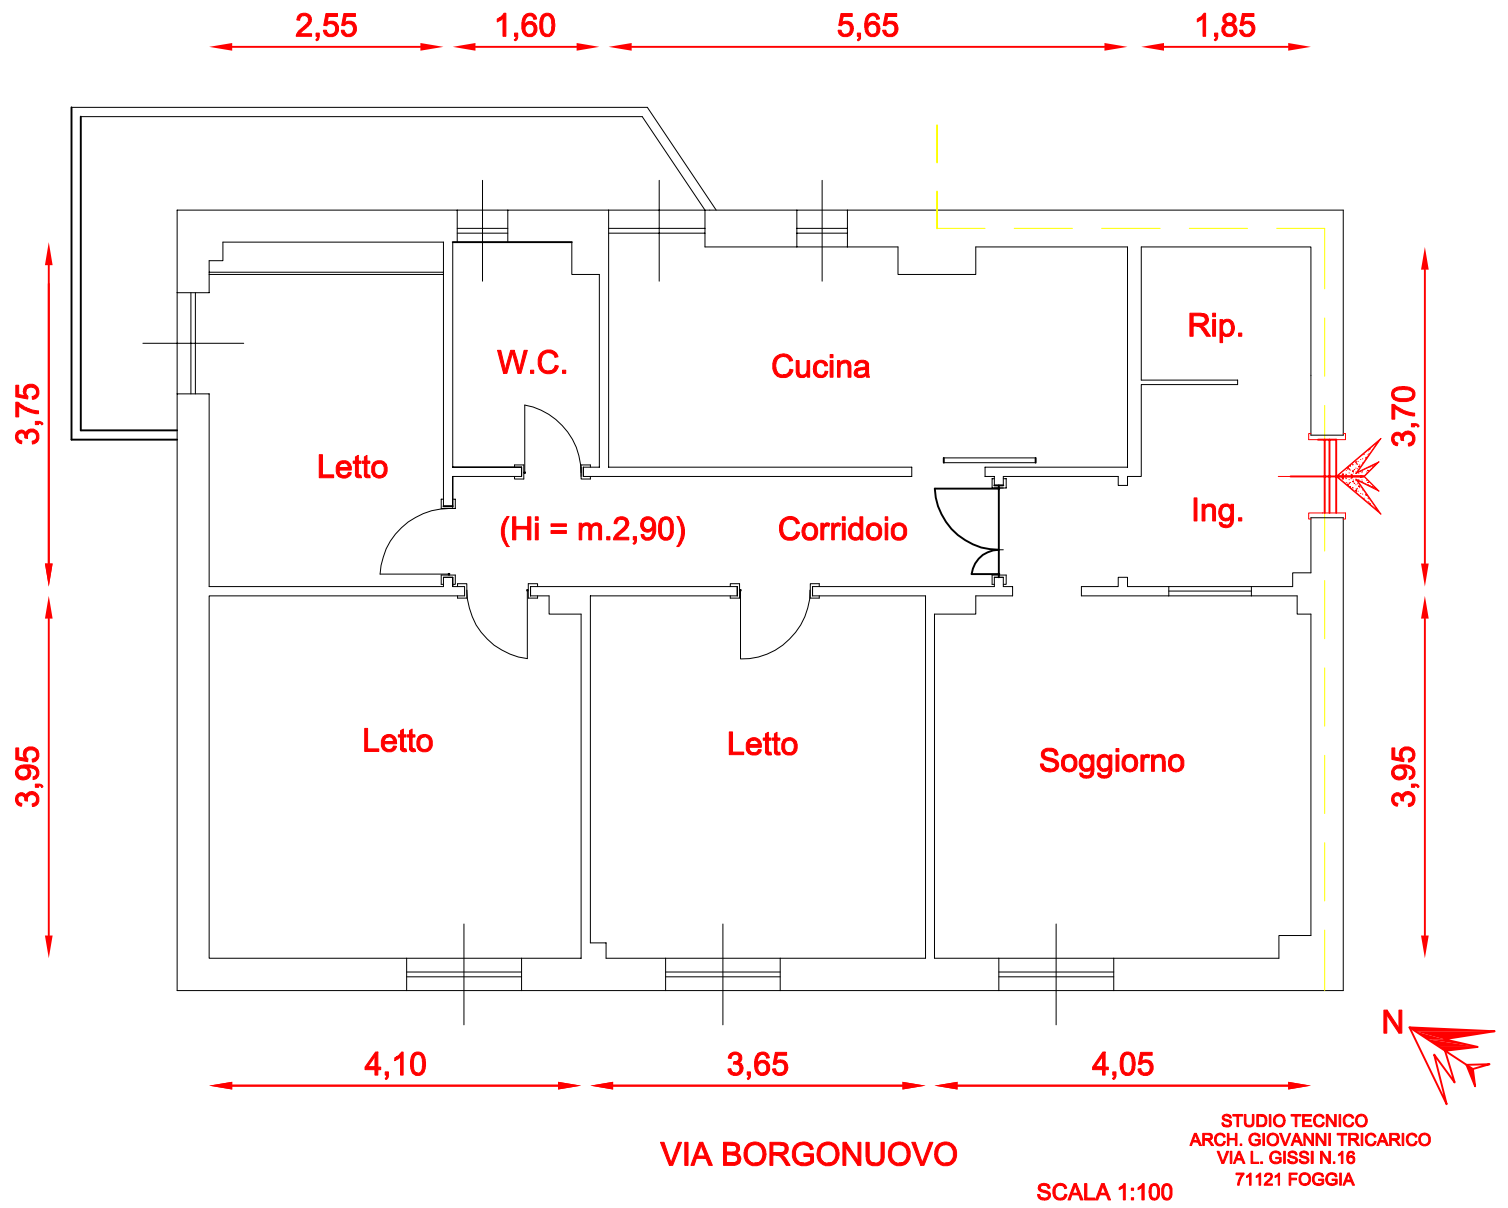 2,55
1,60
5,65
1,85
Rip.
W.C.
Cucina
3,75
3,70
Letto
Ing.
(Hi = m.2,90)
Corridoio
Letto
Letto
Soggiorno
3,95
3,95
N
4,10
3,65
4,05
STUDIO TECNICO
ARCH. GIOVANNI TRICARICO
VIA L. GISSI N.16
71121 FOGGIA
VIA BORGONUOVO
SCALA 1:100